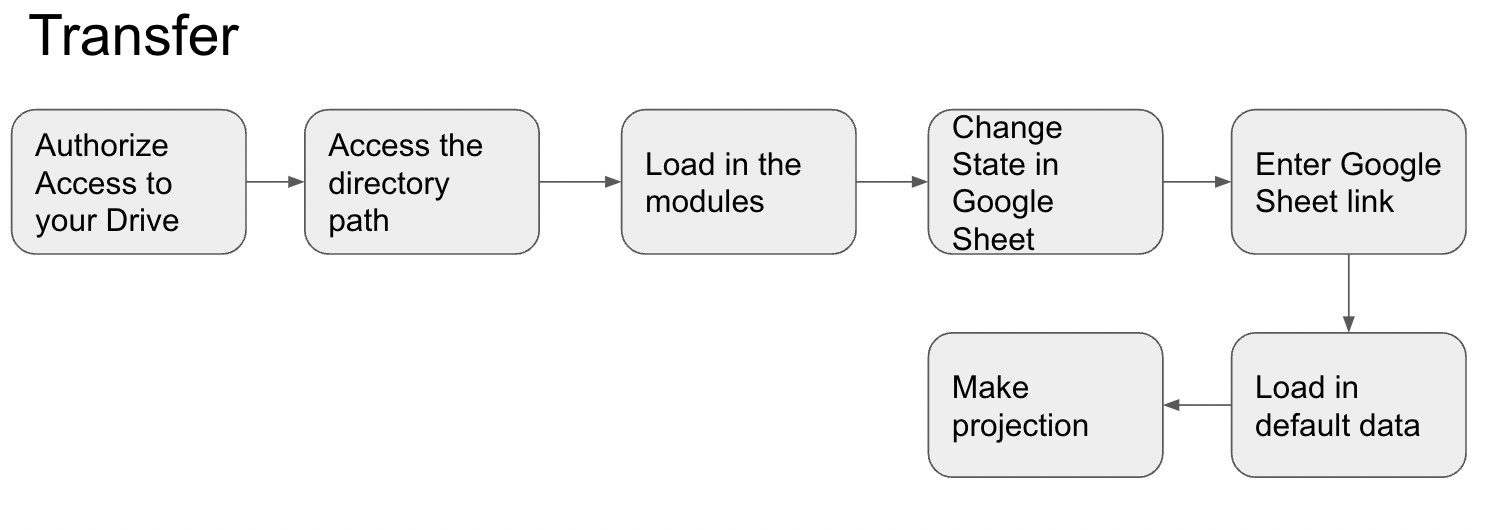 Transfer
Authorize
Access to
your Drive
Access the
directory
path
Load in the
modules
Change
State in
Google
Sheet
Enter Google
Sheet link
Load in
default data
Make
projection